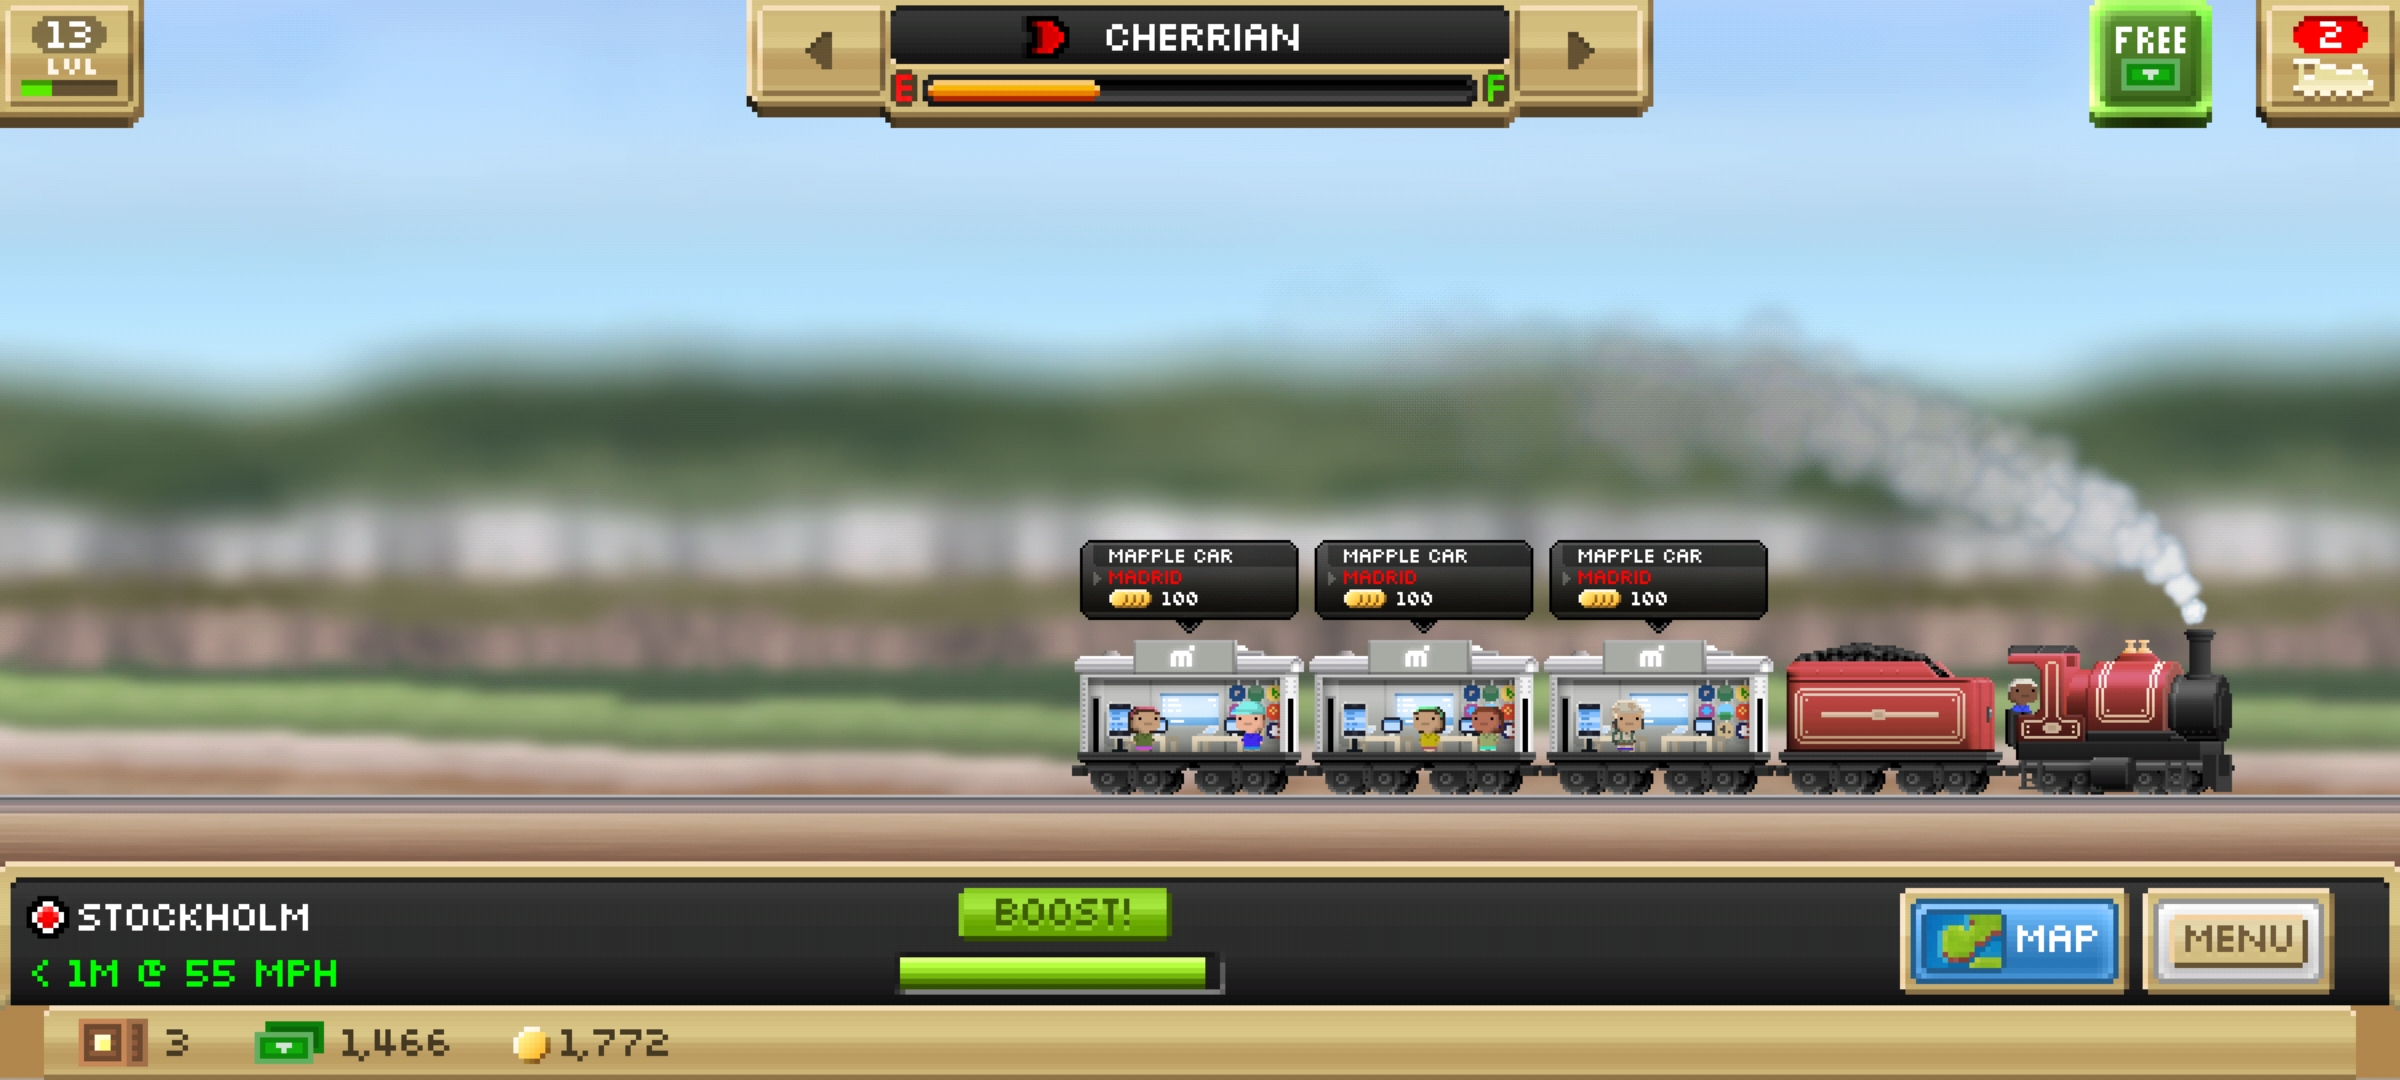 13
LVL
CHERRIAN
E F
FREE
2
MAPPLE CAR
MADRID
100
MAPPLE CAR
MADRID
100
MAPPLE CAR
MADRID
100
m m m
STOCKHOLM
< 1M @ 55 MPH
BOOST!
MAP
MENU
3 1,466 1,772